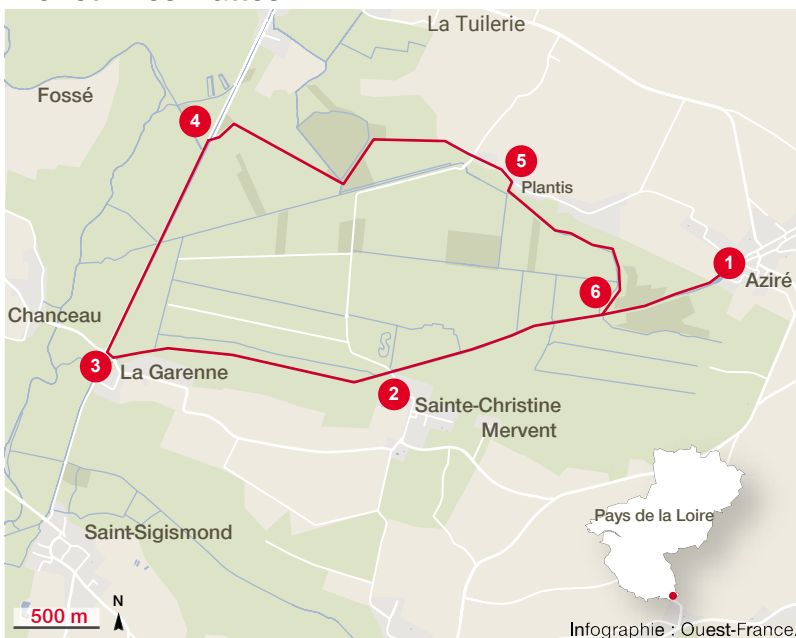 La Tuilerie
Fossé
4
5
Plantis
1
Aziré
6
Chanceau
3
La Garenne
2
Sainte-Christine
Mervent
Pays de la Loire
Saint-Sigismond
500 m
N
Infographie : Ouest-France.